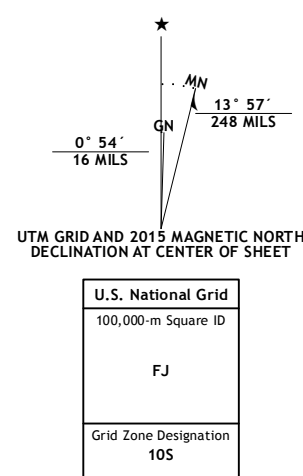 MN
GN
13° 57´
248 MILS
0° 54´
16 MILS
UTM GRID AND 2015 MAGNETIC NORTH
DECLINATION AT CENTER OF SHEET
U.S. National Grid
100,000-m Square ID
FJ
Grid Zone Designation
10S